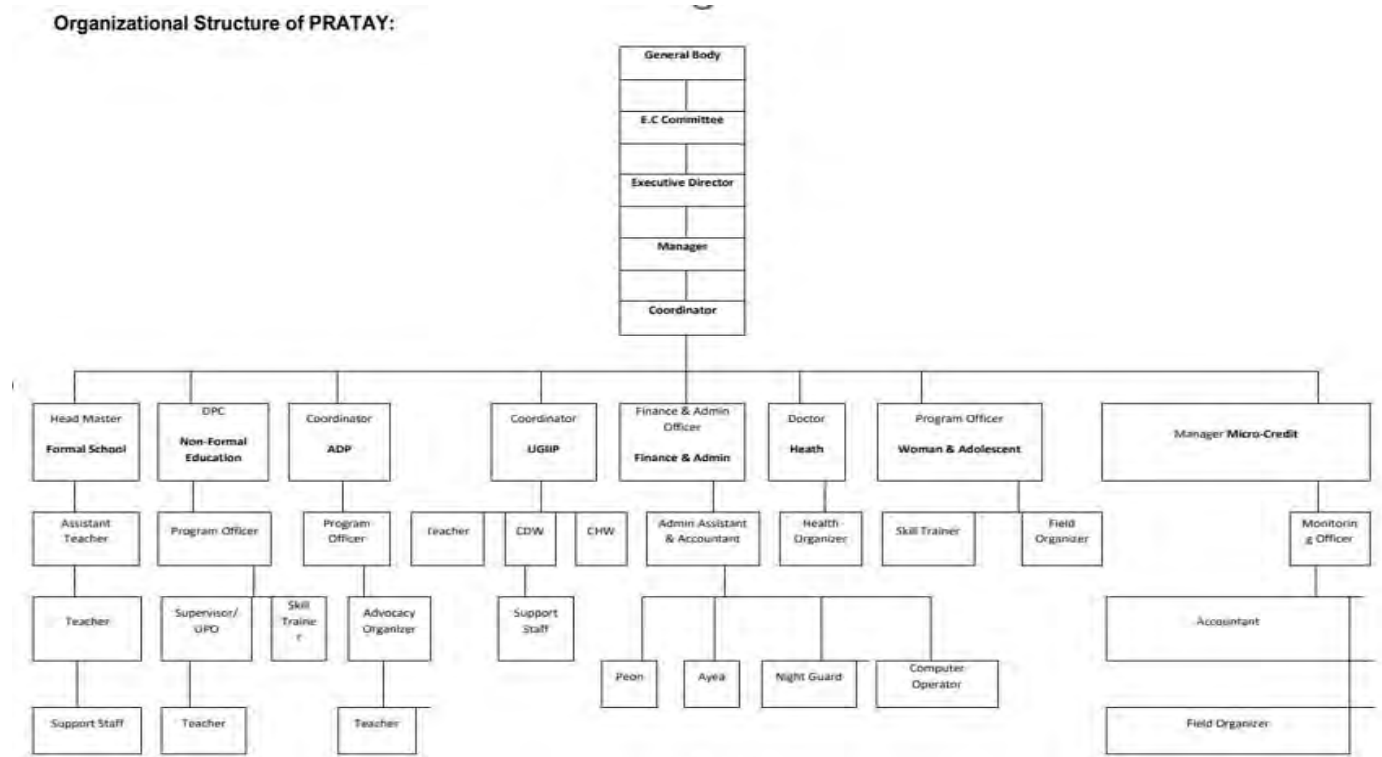 Organizational Structure of PRATAY:
General Body
E.C Committee
Executive Director
Manager
Coordinator
Head Master
Formal School
DPC
Non-Formal
Education
Coordinator
ADP
Coordinator
UGIIP
Finance & Admin
Officer
Finance & Admin
Doctor
Heath
Program Officer
Woman & Adolescent
Manager Micro-Credit
Assistant
Teacher
Program Officer
Program
Officer
Teacher
CDW
CHW
Admin Assistant
& Accountant
Health
Organizer
Skill Trainer
Field
Organizer
Monitorin
g Officer
Teacher
Supervisor/
UPO
Skill
Traine
r
Advocacy
Organizer
Support
Staff
Accountant
Peon
Ayea
Night Guard
Computer
Operator
Support Staff
Teacher
Teacher
Field Organizer